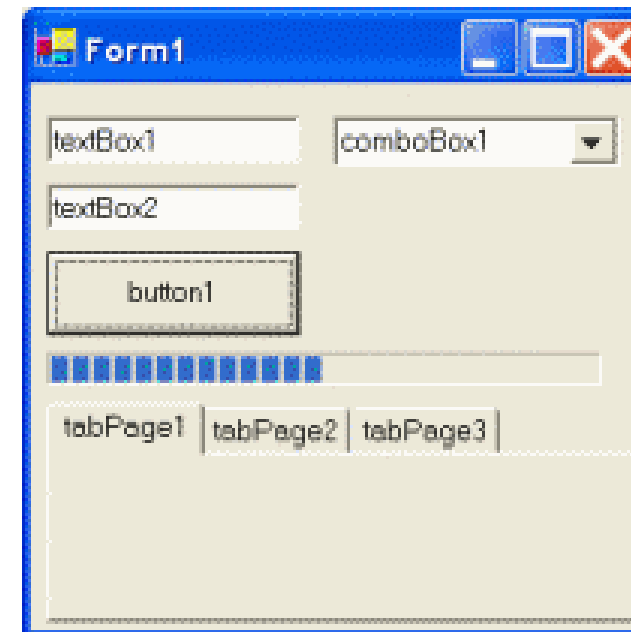 Form1
textBox1 comboBox1
textBox2
button1
tabPage1 tabPage2 tabPage3